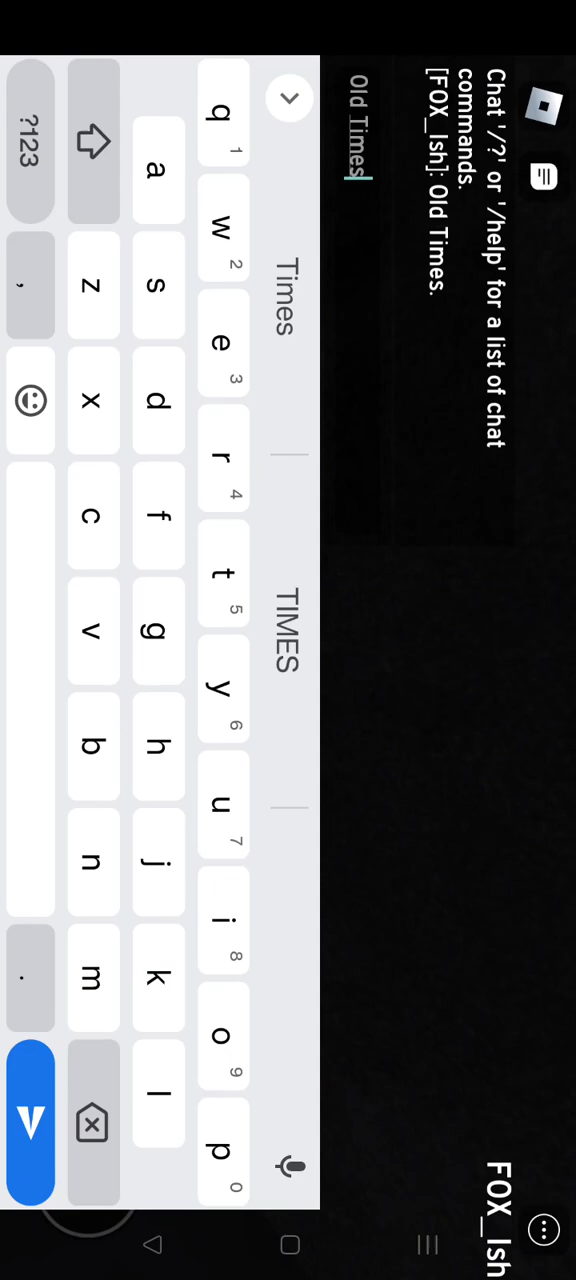 Chat '/?' or '/help' for a list of chat
commands.
[FOX_Ish]: Old Times.
FOX_Ish
Old Times
Times
TIMES
q 1 w 2 e 3 r 4 t 5 y 6 u 7 i 8 o 9 p 0
a s d f g h j k l
z x c v b n m
?123 , .